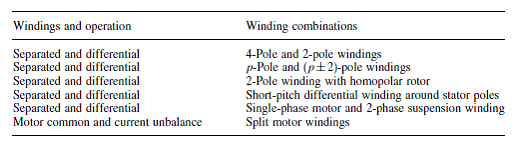 Windings and operation Winding combinations
Separated and differential 4-Pole and 2-pole windings
Separated and differential p-Pole and (p±2)-pole windings
Separated and differential 2-Pole winding with homopolar rotor
Separated and differential Short-pitch differential winding around stator poles
Separated and differential Single-phase motor and 2-phase suspension winding
Motor common and current unbalance Split motor windings